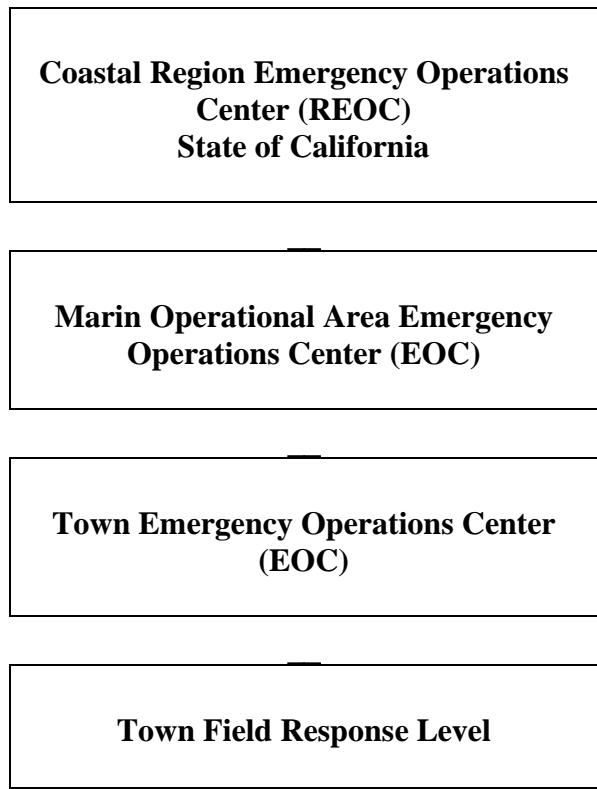 Coastal Region Emergency Operations
Center (REOC)
State of California
Marin Operational Area Emergency
Operations Center (EOC)
Town Emergency Operations Center
(EOC)
Town Field Response Level